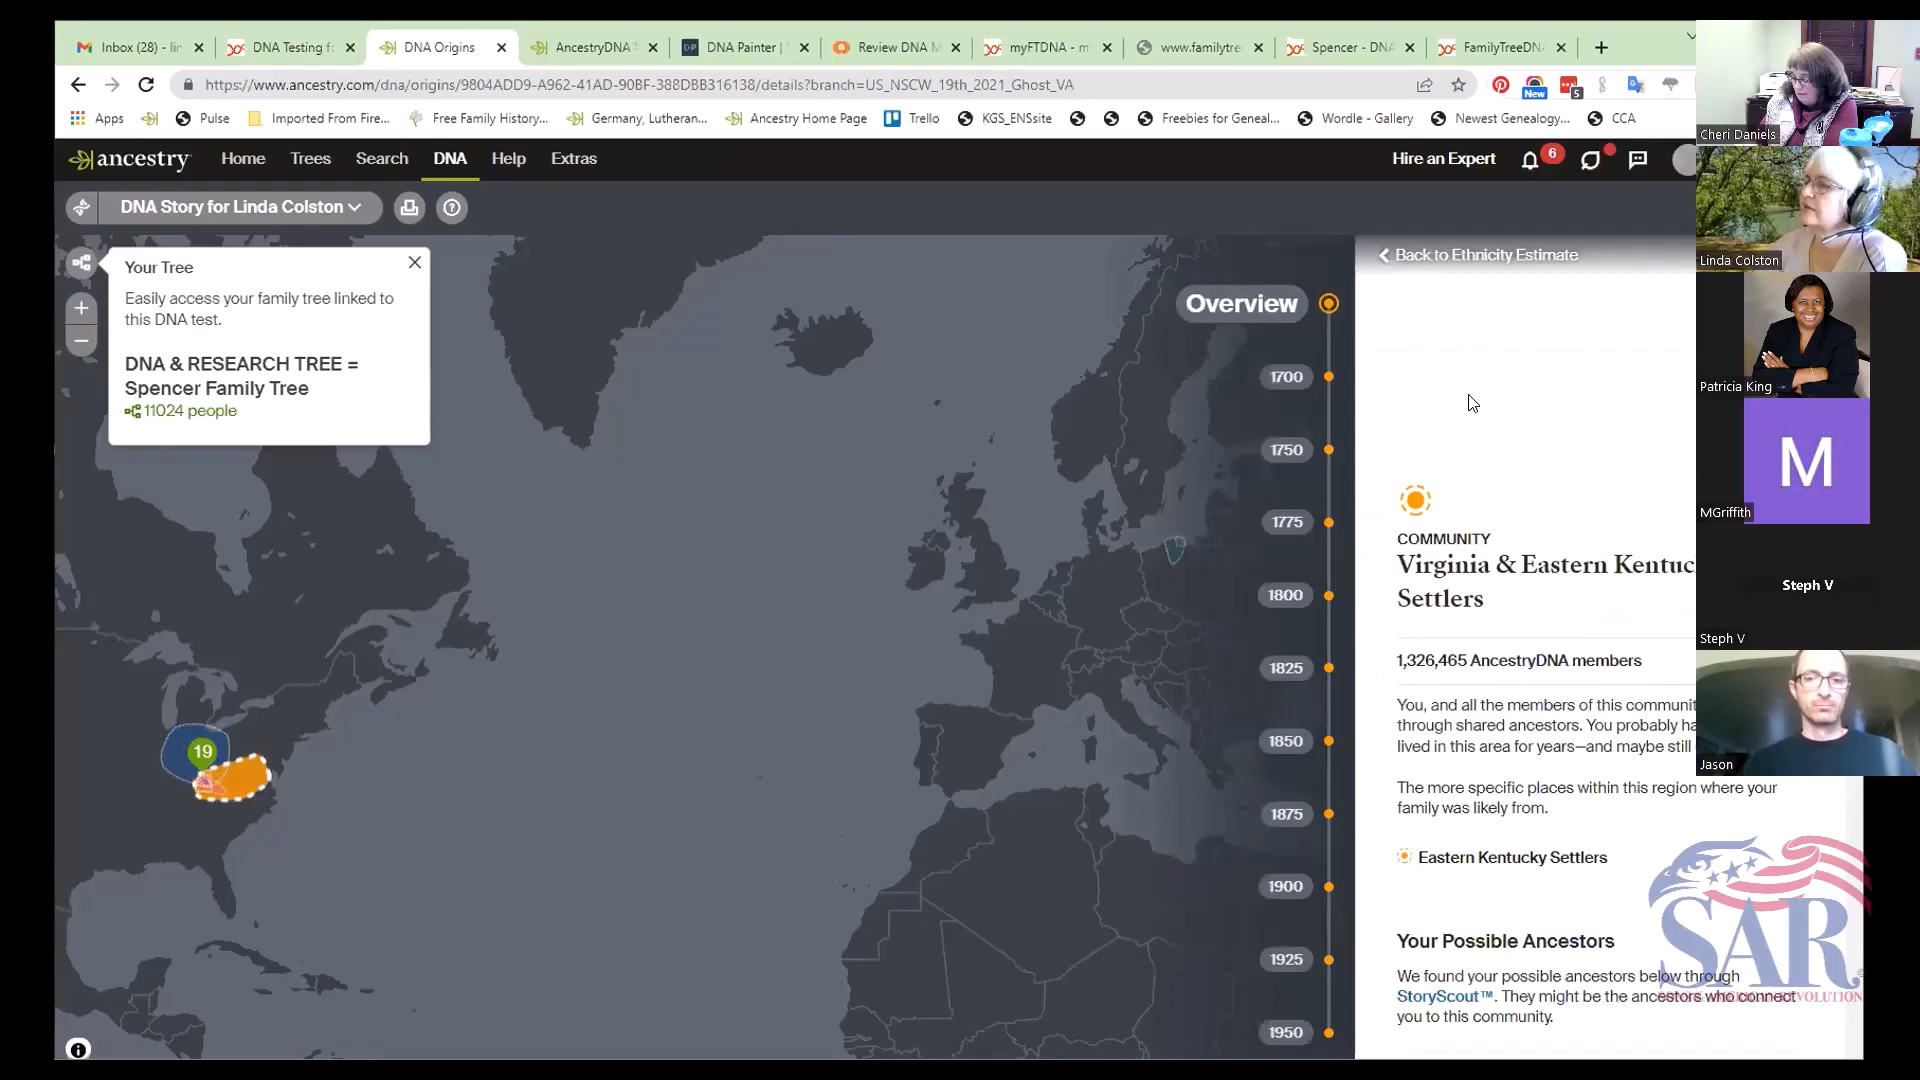 Inbox (28) - lin
DNA Testing fo
DNA Origins
AncestryDNA
DNA Painter |
Review DNA M
myFTDNA - m
www.familytre
Spencer - DNA
FamilyTreeDN
https://www.ancestry.com/dna/origins/9804ADD9-A962-41AD-90BF-388DBB316138/details?branch=US_NSCW_19th_2021_Ghost_VA
New
5
Apps
Pulse
Imported From Fire...
Free Family History...
Germany, Lutheran...
Ancestry Home Page
Trello
KGS_ENSsite
Freebies for Geneal...
Wordle - Gallery
Newest Genealogy...
CCA
ancestry
Home
Trees
Search
DNA
Help
Extras
Hire an Expert
6
DNA Story for Linda Colston
Your Tree
Easily access your family tree linked to
this DNA test.
DNA & RESEARCH TREE =
Spencer Family Tree
11024 people
19
Overview
1700
1750
1775
1800
1825
1850
1875
1900
1925
1950
Back to Ethnicity Estimate
COMMUNITY
Virginia & Eastern Kentuc
Settlers
1,326,465 AncestryDNA members
You, and all the members of this communit
through shared ancestors. You probably ha
lived in this area for years—and maybe still
The more specific places within this region where your
family was likely from.
Eastern Kentucky Settlers
Your Possible Ancestors
We found your possible ancestors below through
StoryScout™. They might be the ancestors who connect
you to this community.
SAR
Cheri Daniels
Linda Colston
Patricia King
M
MGriffith
Steph V
Steph V
Jason